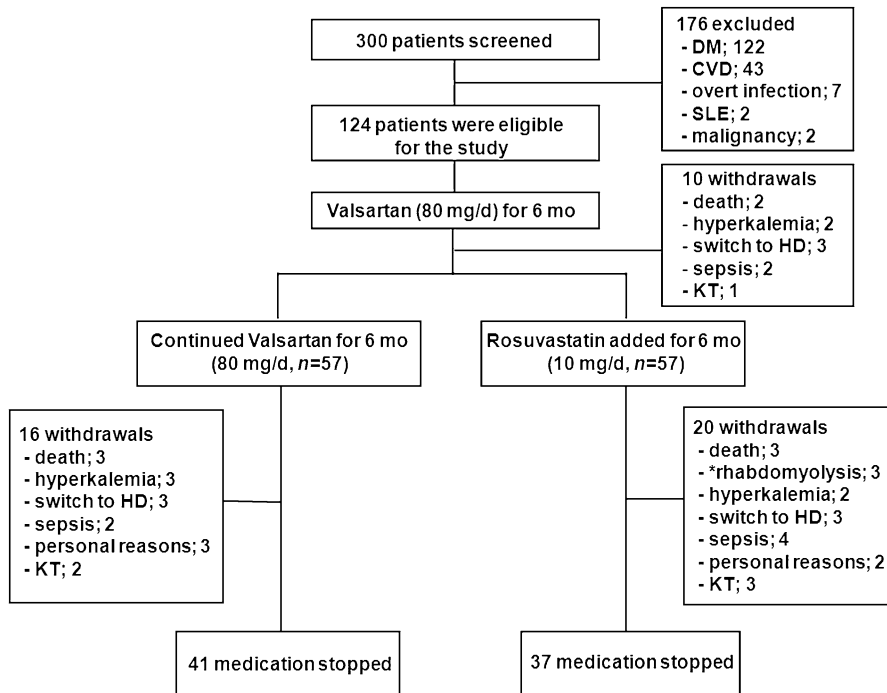 300 patients screened
176 excluded
- DM; 122
- CVD; 43
- overt infection; 7
- SLE; 2
- malignancy; 2
124 patients were eligible
for the study
Valsartan (80 mg/d) for 6 mo
10 withdrawals
- death; 2
- hyperkalemia; 2
- switch to HD; 3
- sepsis; 2
- KT; 1
Continued Valsartan for 6 mo
(80 mg/d, n=57)
Rosuvastatin added for 6 mo
(10 mg/d, n=57)
16 withdrawals
- death; 3
- hyperkalemia; 3
- switch to HD; 3
- sepsis; 2
- personal reasons; 3
- KT; 2
20 withdrawals
- death; 3
- *rhabdomyolysis; 3
- hyperkalemia; 2
- switch to HD; 3
- sepsis; 4
- personal reasons; 2
- KT; 3
41 medication stopped
37 medication stopped